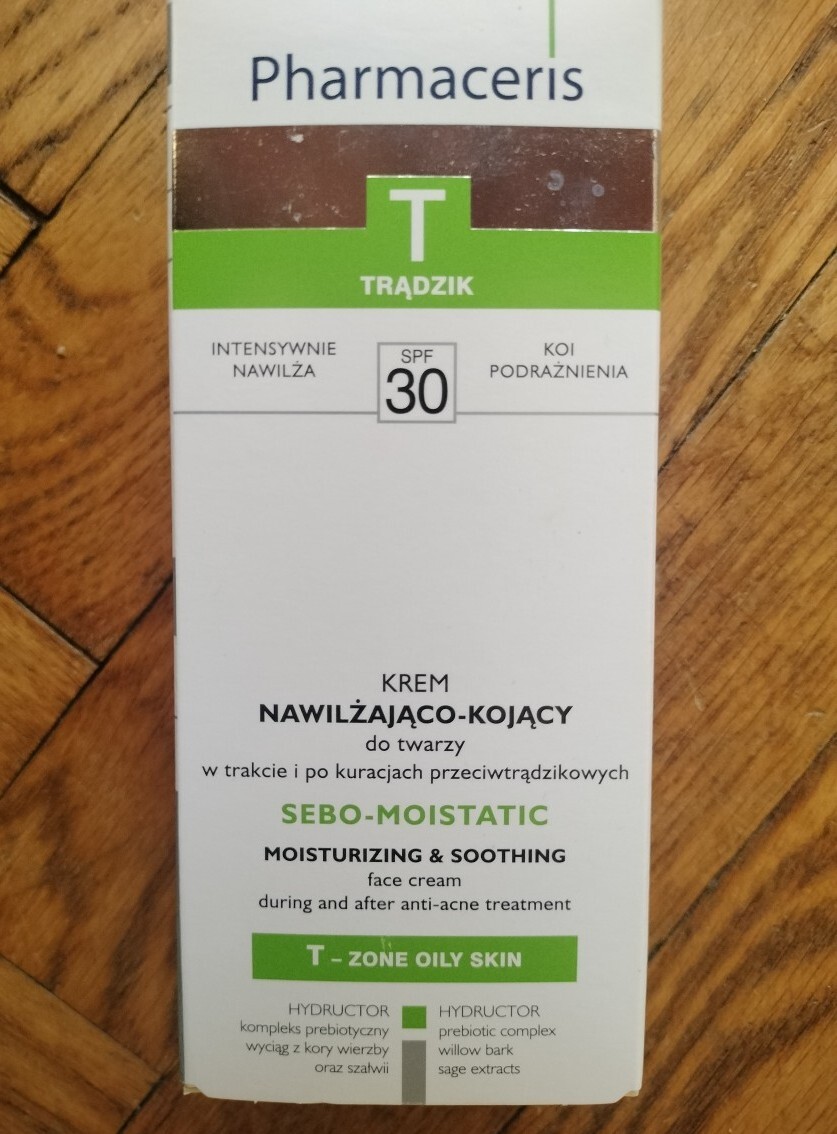 Pharmaceris
T
TRĄDZIK
INTENSYWNIE
NAWILŻA
SPF
30
KOI
PODRAŻNIENIA
KREM
NAWILŻAJĄCO-KOJĄCY
do twarzy
w trakcie i po kuracjach przeciwtrądzikowych
SEBO-MOISTATIC
MOISTURIZING & SOOTHING
face cream
during and after anti-acne treatment
T – ZONE OILY SKIN
HYDRUCTOR
kompleks prebiotyczny
wyciąg z kory wierzby
oraz szałwii
HYDRUCTOR
prebiotic complex
willow bark
sage extracts